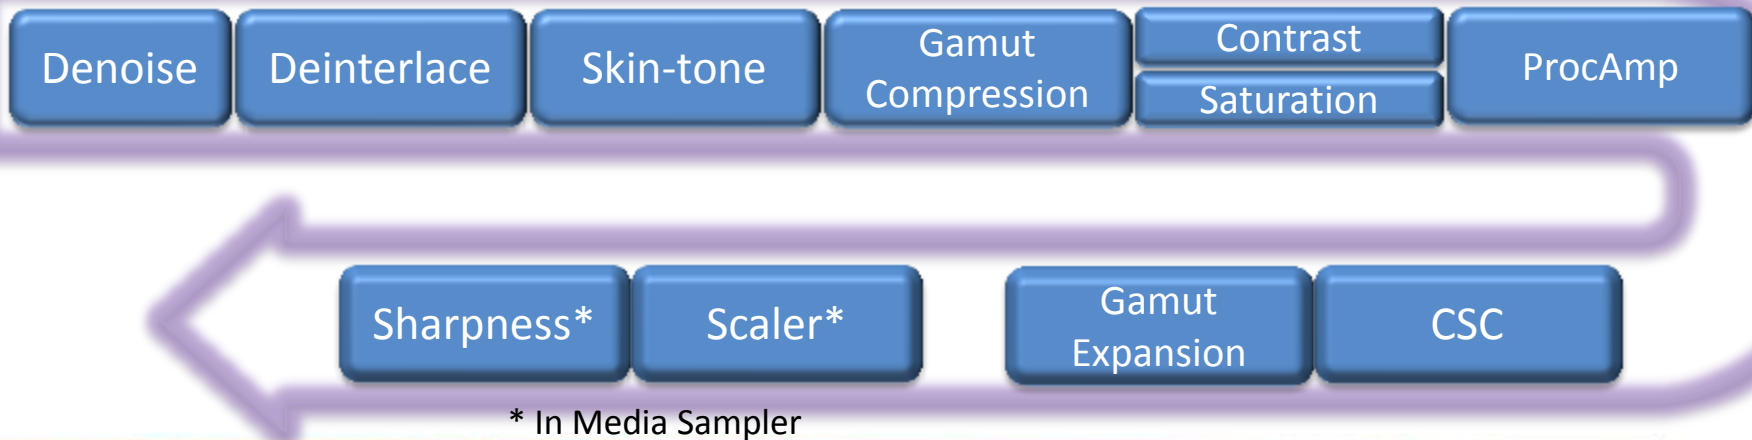 Denoise
Deinterlace
Skin-tone
Gamut
Compression
Contrast
Saturation
ProcAmp
Sharpness*
Scaler*
Gamut
Expansion
CSC
* In Media Sampler